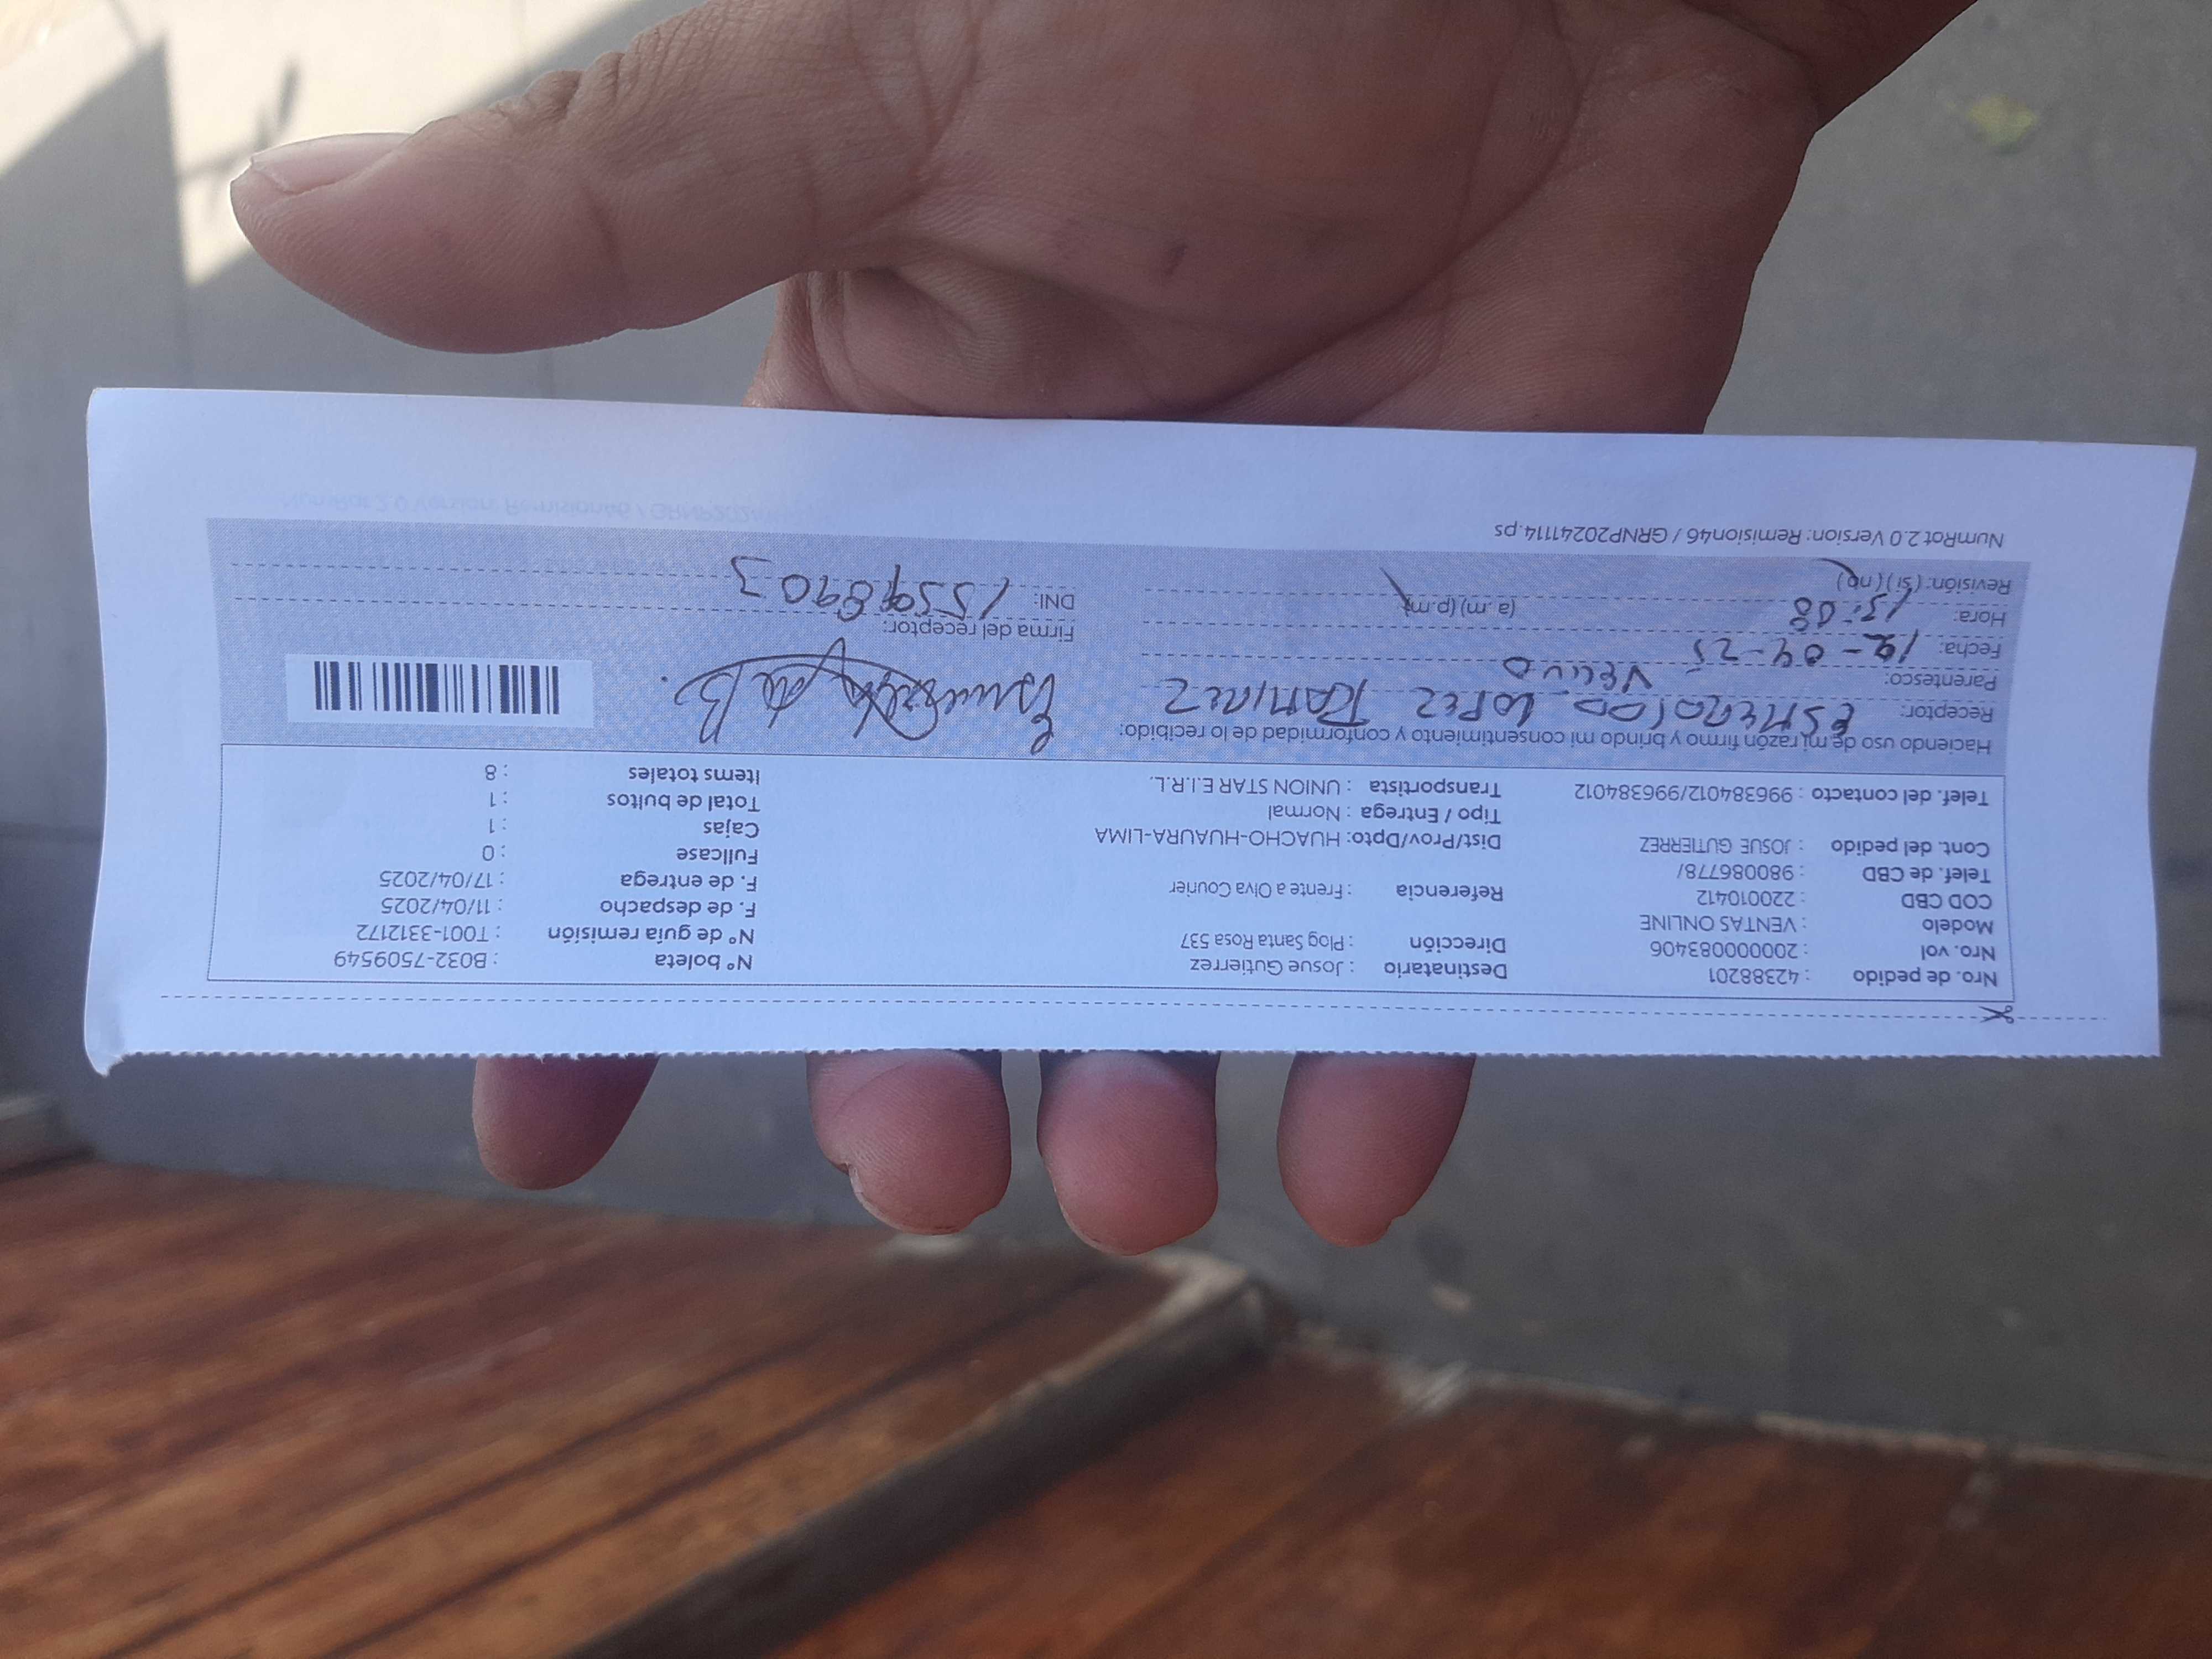 Nro. de pedido : 42388201
Nro. vol : 20000083406
Modelo : VENTAS ONLINE
COD CBD : 220010412
Telef. de CBD : 980086778/
Cont. del pedido : JOSUE GUTIERREZ
Telef. del contacto : 996384012/996384012
Destinatario : Josue Gutierrez
Dirección : Plog Santa Rosa 537
Referencia : Frente a Olva Courier
Dist/Prov/Dpto: HUACHO-HUAURA-LIMA
Tipo / Entrega : Normal
Transportista : UNION STAR E.I.R.L.
N° boleta : B032-7509549
N° de guía remisión : T001-3312172
F. de despacho : 11/04/2025
F. de entrega : 17/04/2025
Fullcase : 0
Cajas : 1
Total de bultos : 1
Items totales : 8
Haciendo uso de mi razón firmo y brindo mi consentimiento y conformidad de lo recibido:
Receptor: LOPEZ RAMIREZ
Parentesco: VECINO
Fecha: 12-04-25
Hora: 15:08 (a.m) (p.m)
Revisión: (si) (no)
Firma del receptor:
DNI: 15598903
NumRot 2.0 Version: Remision46 / GRNP20241114.ps